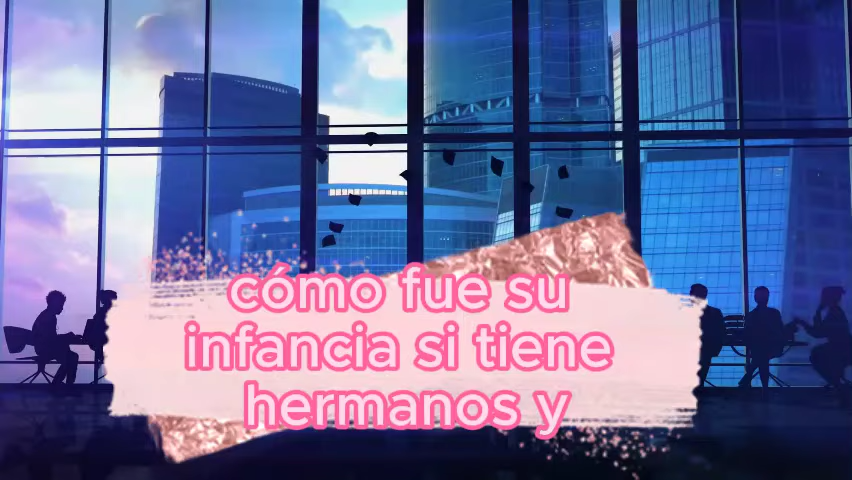 cómo fue su
infancia si tiene
hermanos y